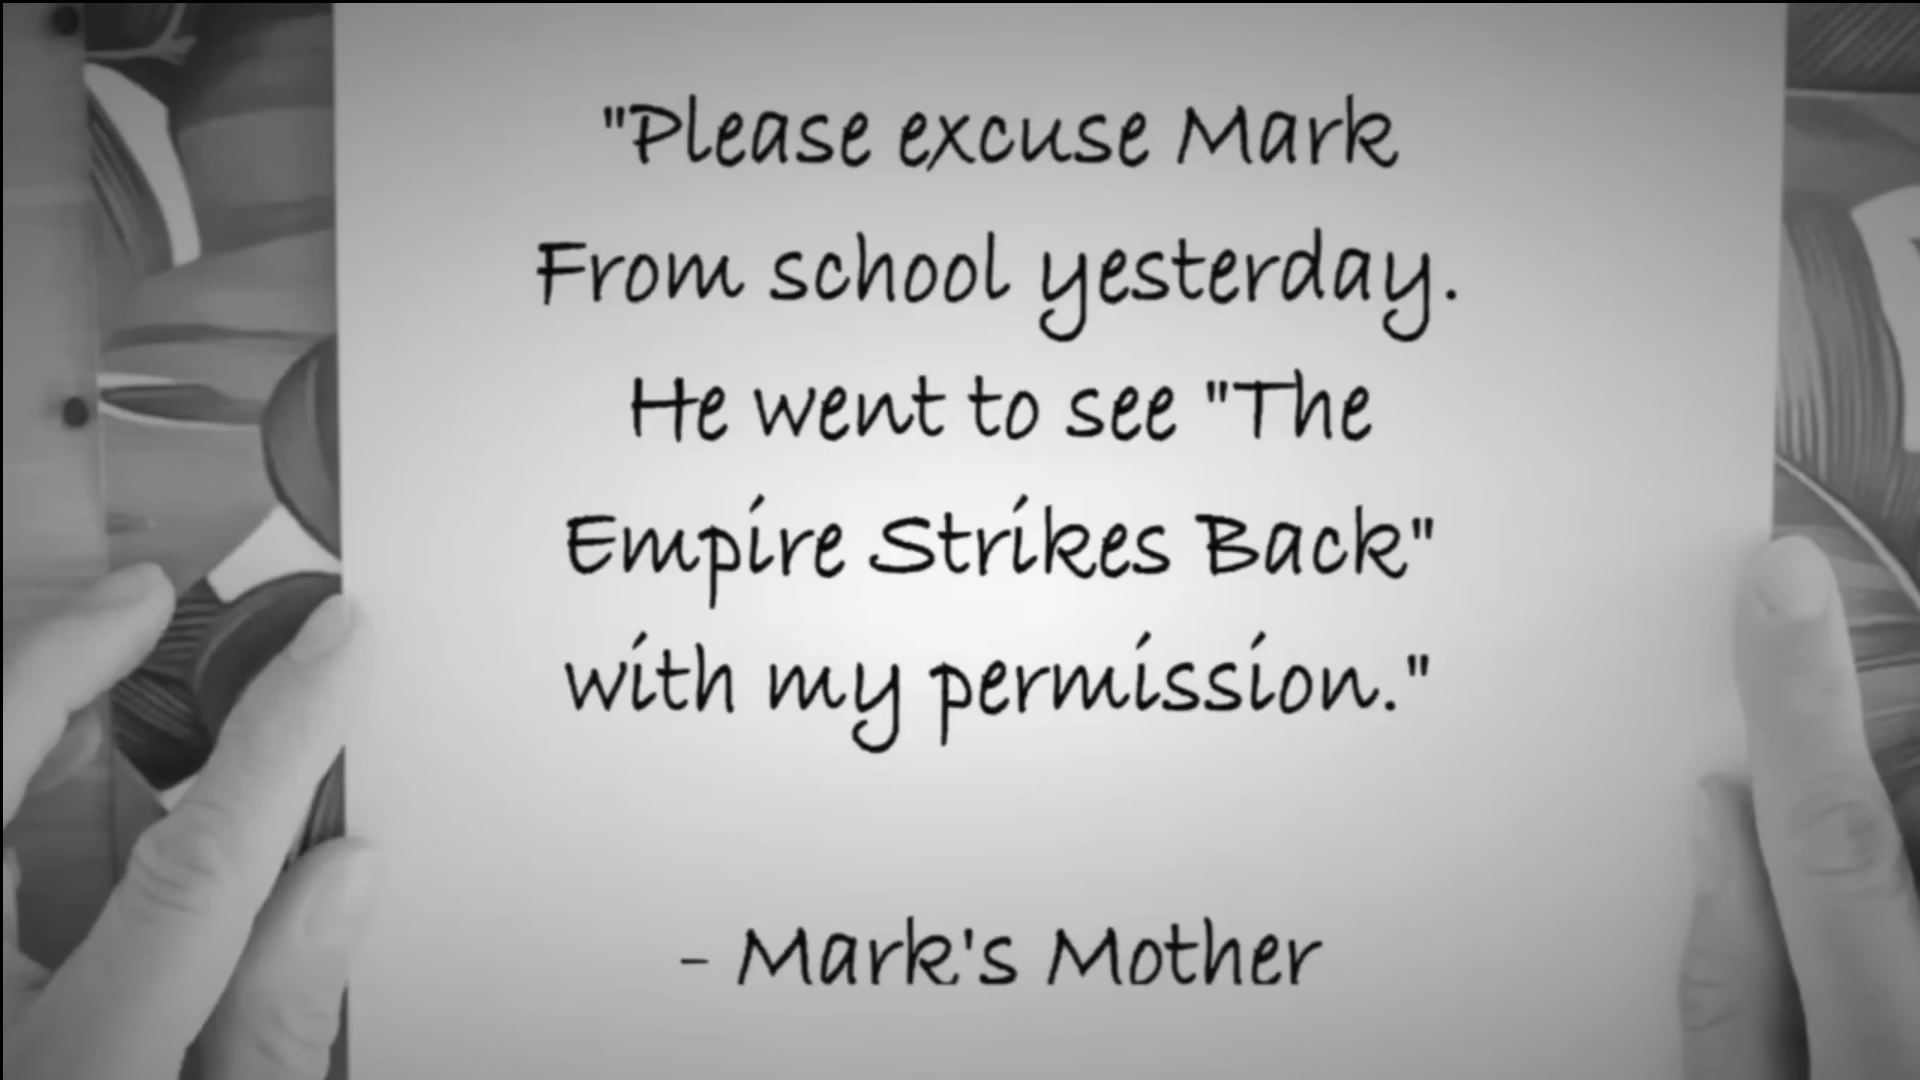 "Please excuse Mark
From school yesterday.
He went to see "The
Empire Strikes Back"
with my permission."
- Mark's Mother